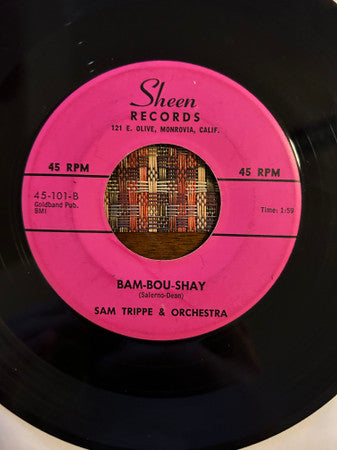 Sheen
RECORDS
121 E. OLIVE, MONROVIA, CALIF.
45 RPM 45 RPM
45-101-B
Goldband Pub.
BMI
Time: 1:59
BAM-BOU-SHAY
(Salerno-Dean)
SAM TRIPPE & ORCHESTRA